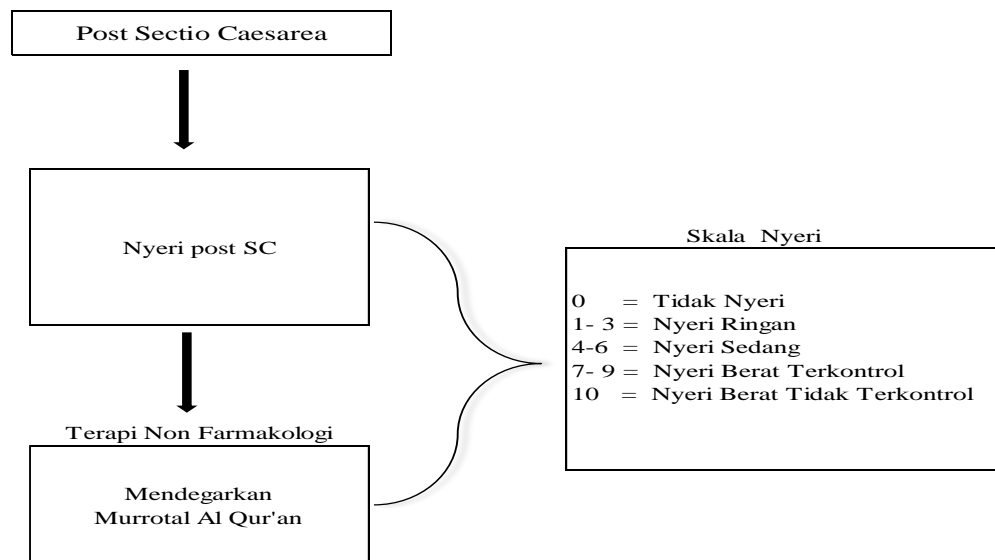 Post Sectio Caesarea
Nyeri post SC
Terapi Non Farmakologi
Mendegarkan
Murrotal Al Qur'an
Skala Nyeri
0 = Tidak Nyeri
1- 3 = Nyeri Ringan
4-6 = Nyeri Sedang
7- 9 = Nyeri Berat Terkontrol
10 = Nyeri Berat Tidak Terkontrol